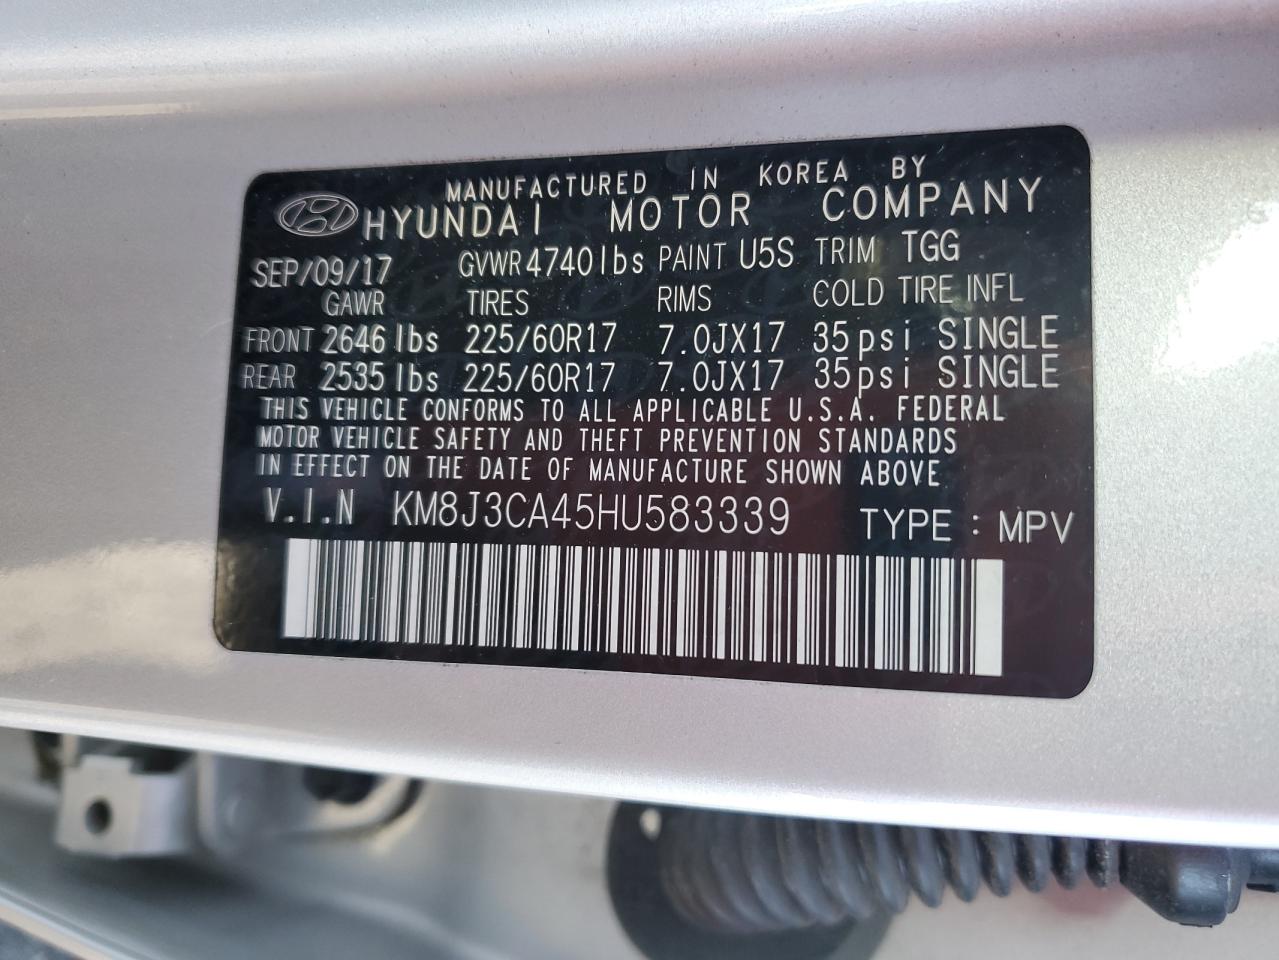 MANUFACTURED IN KOREA BY
HYUNDAI MOTOR COMPANY
SEP/09/17 GVWR 4740lbs PAINT U5S TRIM TGG
GAWR TIRES RIMS COLD TIRE INFL
FRONT 2646 lbs 225/60R17 7.0JX17 35psi SINGLE
REAR 2535 lbs 225/60R17 7.0JX17 35psi SINGLE
THIS VEHICLE CONFORMS TO ALL APPLICABLE U.S.A. FEDERAL
MOTOR VEHICLE SAFETY AND THEFT PREVENTION STANDARDS
IN EFFECT ON THE DATE OF MANUFACTURE SHOWN ABOVE
V.I.N KM8J3CA45HU583339 TYPE : MPV